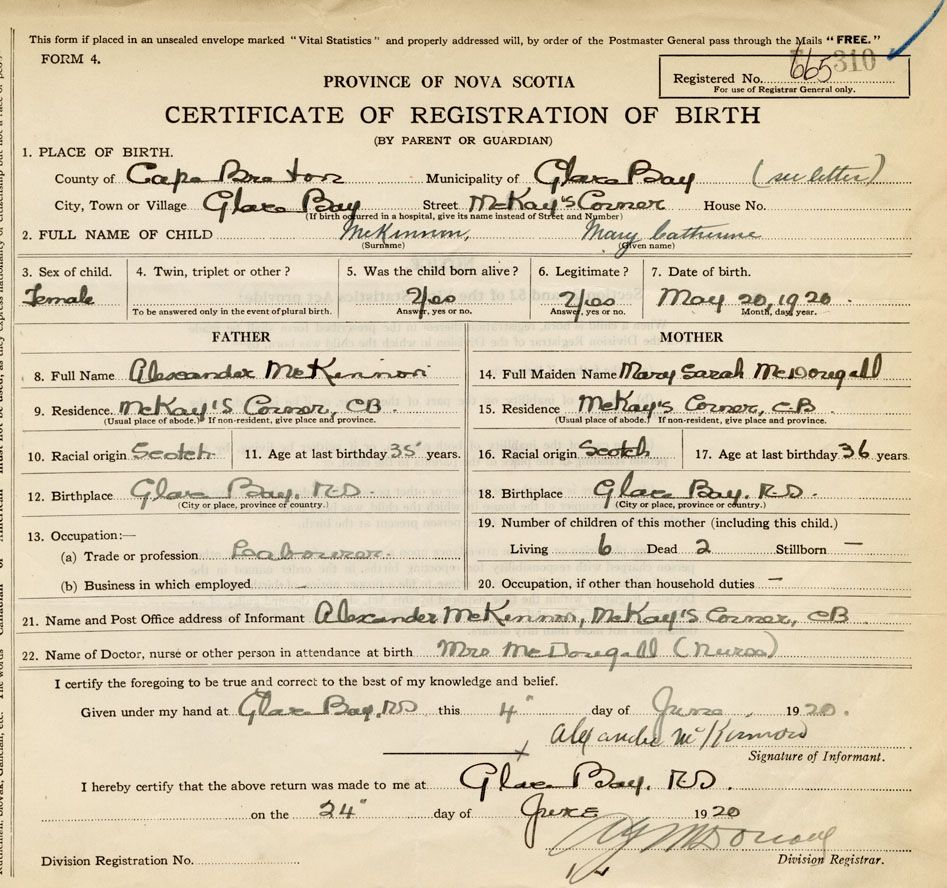 This form if placed in an unsealed envelope marked "Vital Statistics" and properly addressed will, by order of the Postmaster General pass through the Mails "FREE."
FORM 4.
Registered No. 665 310
For use of Registrar General only.
PROVINCE OF NOVA SCOTIA
CERTIFICATE OF REGISTRATION OF BIRTH
(BY PARENT OR GUARDIAN)
1. PLACE OF BIRTH.
County of Cape Breton Municipality of Glace Bay (see letter)
City, Town or Village Glace Bay Street McKay's Corner House No.
(If birth occurred in a hospital, give its name instead of Street and Number)
2. FULL NAME OF CHILD McKinnon, Mary Catherine
(Surname) (Given name)
3. Sex of child. 4. Twin, triplet or other? 5. Was the child born alive? 6. Legitimate? 7. Date of birth.
Female Yes Yes May 20, 1920.
To be answered only in the event of plural birth. Answer, yes or no. Answer, yes or no. Month, day, year.
FATHER MOTHER
8. Full Name Alexander McKinnon 14. Full Maiden Name Mary Sarah McDougall
9. Residence. McKay's Corner, CB. 15. Residence McKay's Corner, C.B.
(Usual place of abode.) If non-resident, give place and province. (Usual place of abode.) If non-resident, give place and province.
10. Racial origin Scotch 11. Age at last birthday 35 years. 16. Racial origin Scotch 17. Age at last birthday 36 years.
12. Birthplace Glace Bay. R.D. 18. Birthplace Glace Bay. R.D.
(City or place, province or country.) (City or place, province or country.)
13. Occupation:— 19. Number of children of this mother (including this child.)
(a) Trade or profession Labourer. Living 6 Dead 2 Stillborn —
(b) Business in which employed — 20. Occupation, if other than household duties —
21. Name and Post Office address of Informant Alexander McKinnon, McKay's Corner, CB
22. Name of Doctor, nurse or other person in attendance at birth Mrs McDougall (Nurse)
I certify the foregoing to be true and correct to the best of my knowledge and belief.
Given under my hand at Glace Bay, RD this 4" day of June, 1920.
Alexander McKinnon
Signature of Informant.
I hereby certify that the above return was made to me at Glace Bay. RD.
on the 24" day of June 1920
Division Registration No. Division Registrar.